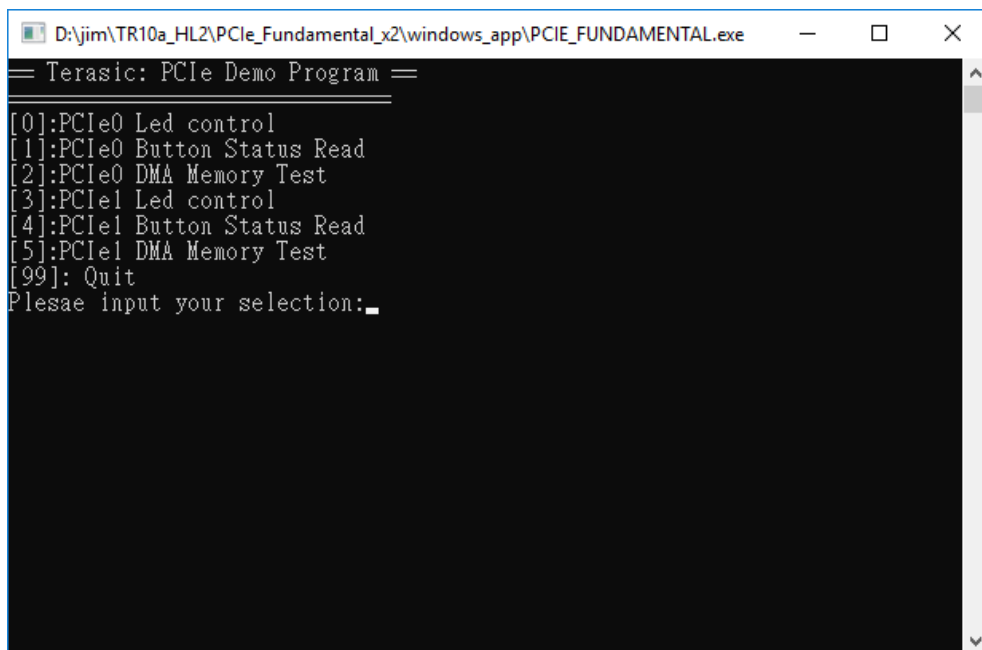 D:\jim\TR10a_HL2\PCIe_Fundamental_x2\windows_app\PCIE_FUNDAMENTAL.exe
== Terasic: PCIe Demo Program ==
================================
[0]:PCIe0 Led control
[1]:PCIe0 Button Status Read
[2]:PCIe0 DMA Memory Test
[3]:PCIe1 Led control
[4]:PCIe1 Button Status Read
[5]:PCIe1 DMA Memory Test
[99]: Quit
Plesae input your selection: